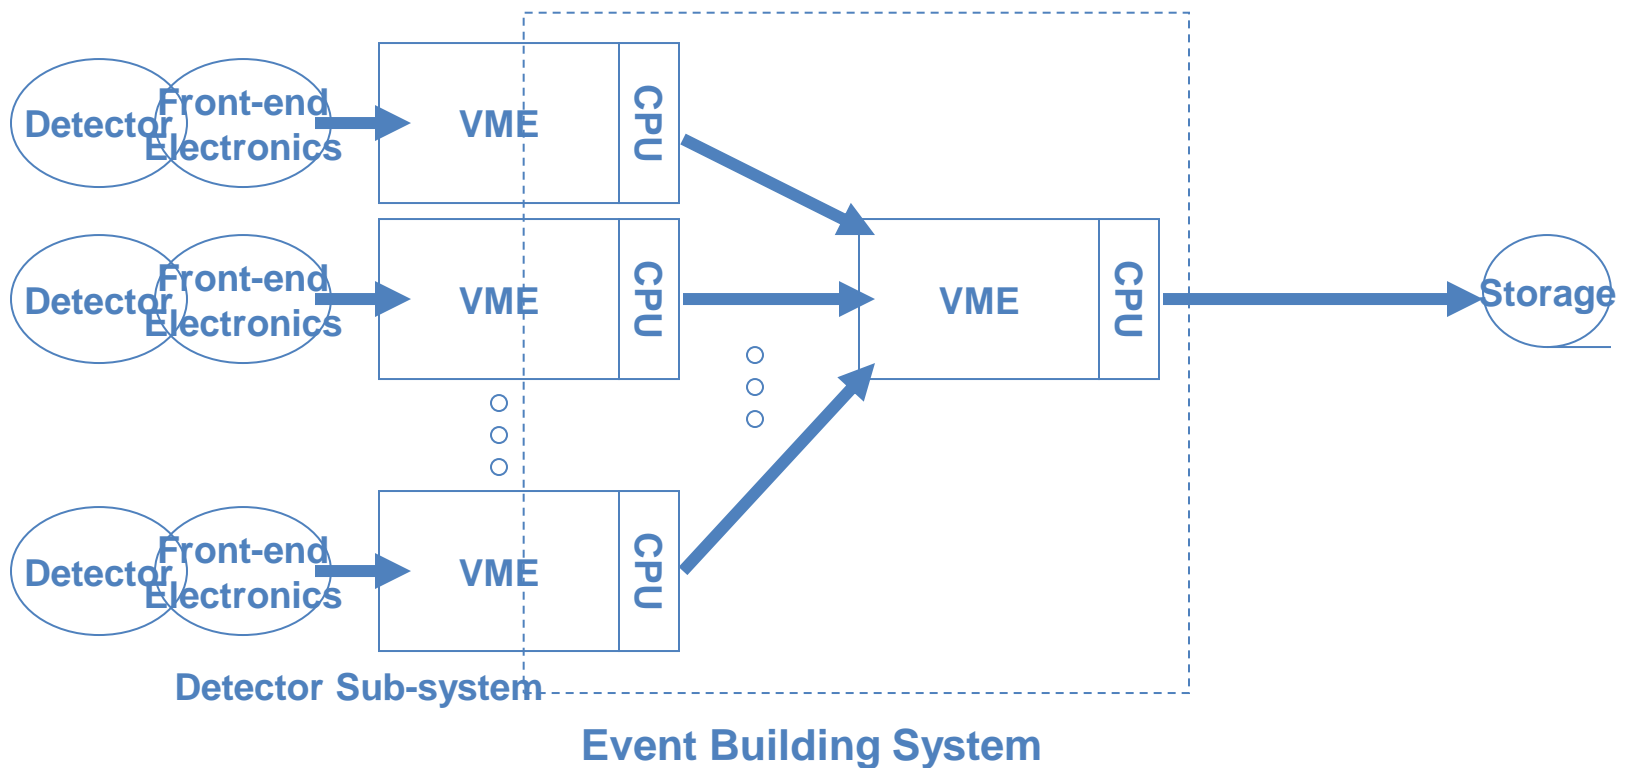 Detector
Front-end
Electronics
VME
CPU
Detector
Front-end
Electronics
VME
CPU
VME
CPU
Storage
Detector
Front-end
Electronics
VME
CPU
Detector Sub-system
Event Building System